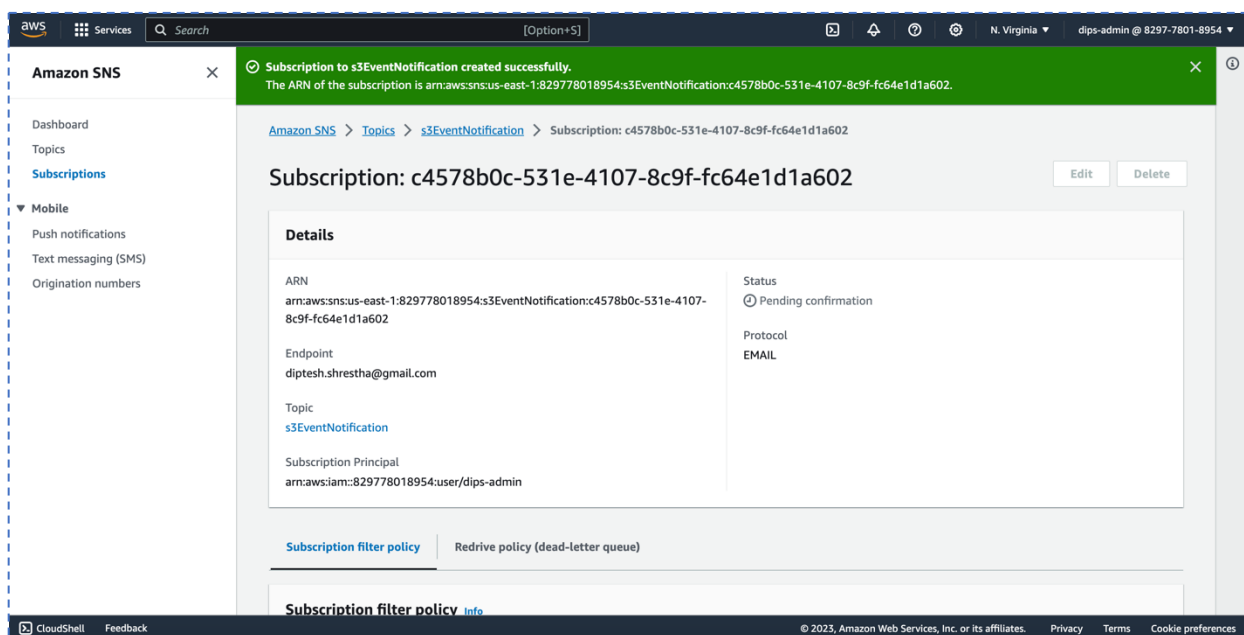 aws
Services
Search
[Option+S]
N. Virginia
dips-admin @ 8297-7801-8954
Amazon SNS
Dashboard
Topics
Subscriptions
Mobile
Push notifications
Text messaging (SMS)
Origination numbers
Subscription to s3EventNotification created successfully.
The ARN of the subscription is arn:aws:sns:us-east-1:829778018954:s3EventNotification:c4578b0c-531e-4107-8c9f-fc64e1d1a602.
Amazon SNS > Topics > s3EventNotification > Subscription: c4578b0c-531e-4107-8c9f-fc64e1d1a602
Subscription: c4578b0c-531e-4107-8c9f-fc64e1d1a602
Edit
Delete
Details
ARN
arn:aws:sns:us-east-1:829778018954:s3EventNotification:c4578b0c-531e-4107-
8c9f-fc64e1d1a602
Endpoint
diptesh.shrestha@gmail.com
Topic
s3EventNotification
Subscription Principal
arn:aws:iam::829778018954:user/dips-admin
Status
Pending confirmation
Protocol
EMAIL
Subscription filter policy
Redrive policy (dead-letter queue)
Subscription filter policy Info
CloudShell
Feedback
© 2023, Amazon Web Services, Inc. or its affiliates.
Privacy
Terms
Cookie preferences